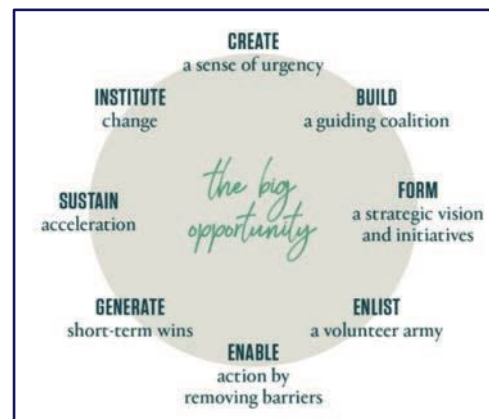 CREATE
a sense of urgency
BUILD
a guiding coalition
FORM
a strategic vision
and initiatives
ENLIST
a volunteer army
ENABLE
action by
removing barriers
GENERATE
short-term wins
SUSTAIN
acceleration
INSTITUTE
change
the big
opportunity